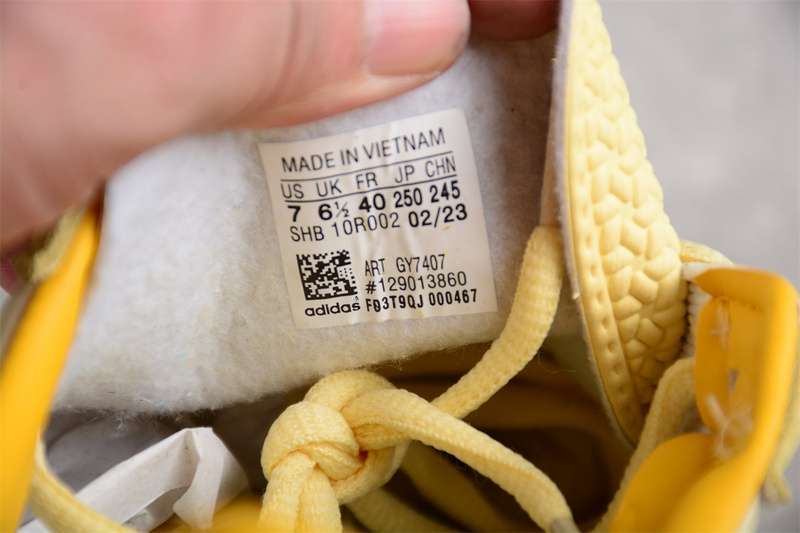 MADE IN VIETNAM
US UK FR JP CHN
7 6½ 40 250 245
SHB 10R002 02/23
ART GY7407
#129013860
adidas F03T9QJ 000467